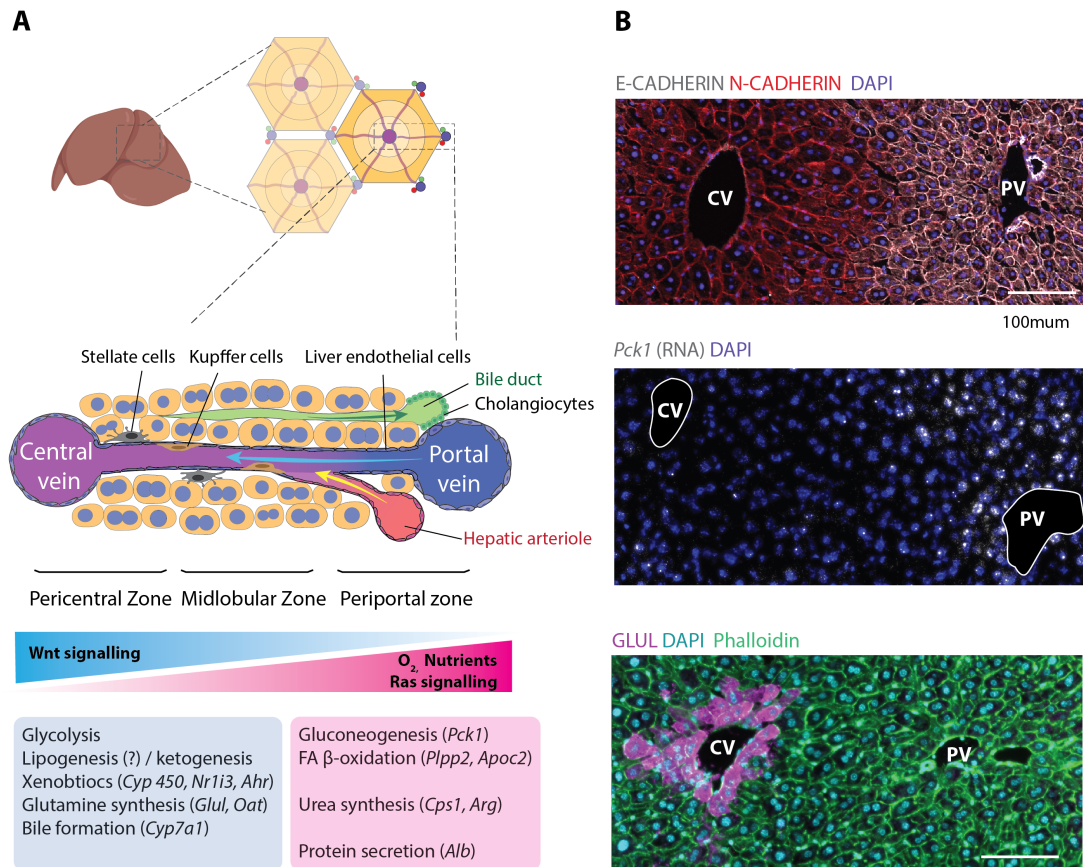 A
Stellate cells
Kupffer cells
Liver endothelial cells
Bile duct
Cholangiocytes
Central
vein
Portal
vein
Hepatic arteriole
Pericentral Zone
Midlobular Zone
Periportal zone
Wnt signalling
O2, Nutrients
Ras signalling
Glycolysis
Lipogenesis (?) / ketogenesis
Xenobtiocs (Cyp 450, Nr1i3, Ahr)
Glutamine synthesis (Glul, Oat)
Bile formation (Cyp7a1)
Gluconeogenesis (Pck1)
FA β-oxidation (Plpp2, Apoc2)
Urea synthesis (Cps1, Arg)
Protein secretion (Alb)
B
E-CADHERIN N-CADHERIN DAPI
CV
PV
100mum
Pck1 (RNA) DAPI
CV
PV
GLUL DAPI Phalloidin
CV
PV